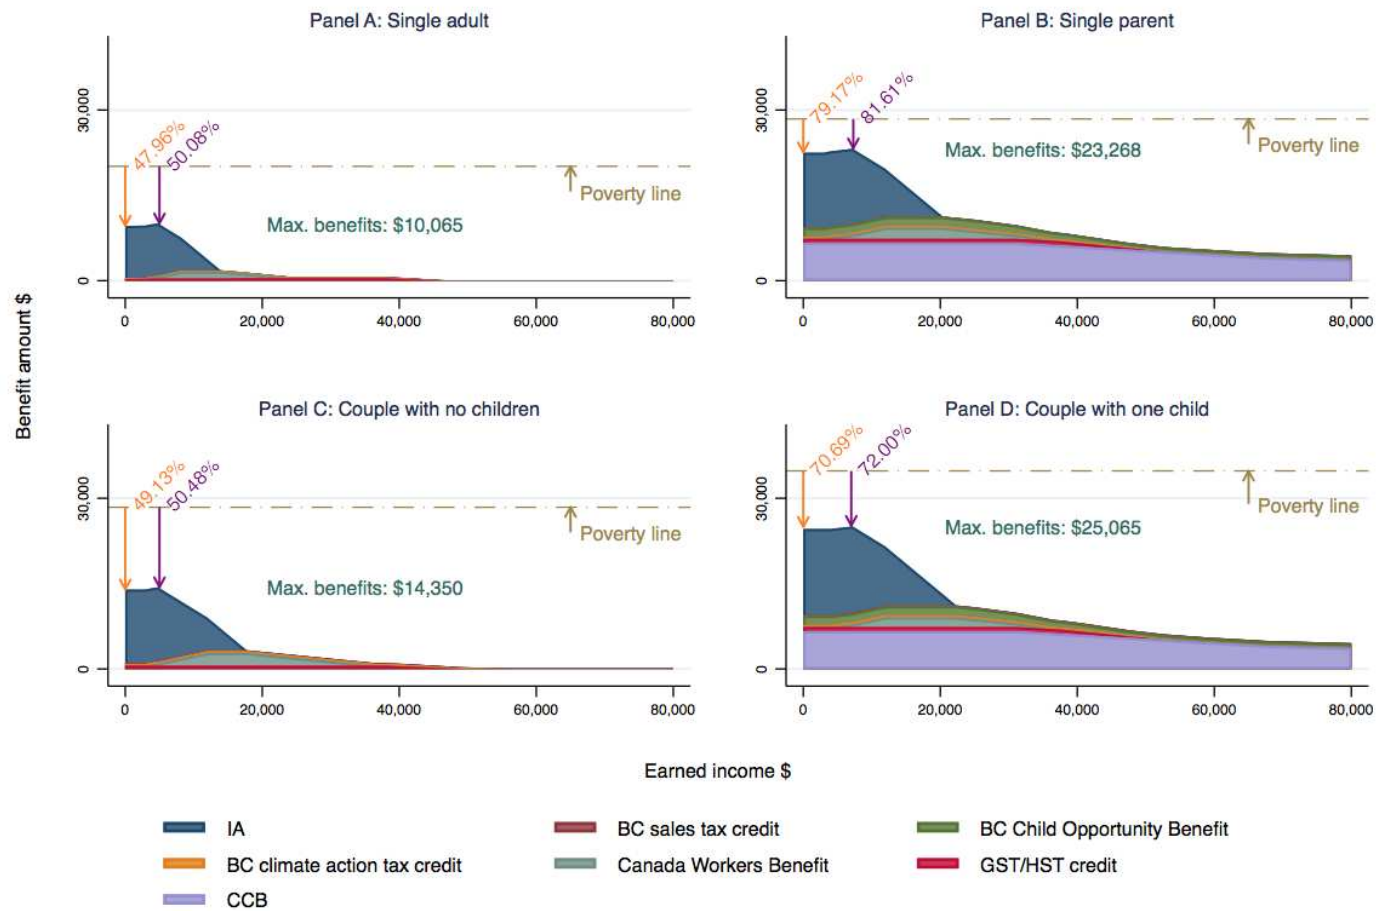 Panel A: Single adult
30,000
0
47.96%
50.08%
Poverty line
Max. benefits: $10,065
0 20,000 40,000 60,000 80,000
Panel B: Single parent
30,000
0
79.17%
81.61%
Poverty line
Max. benefits: $23,268
0 20,000 40,000 60,000 80,000
Benefit amount $
Panel C: Couple with no children
30,000
0
49.13%
50.48%
Poverty line
Max. benefits: $14,350
0 20,000 40,000 60,000 80,000
Panel D: Couple with one child
30,000
0
70.69%
72.00%
Poverty line
Max. benefits: $25,065
0 20,000 40,000 60,000 80,000
Earned income $
IA
BC sales tax credit
BC Child Opportunity Benefit
BC climate action tax credit
Canada Workers Benefit
GST/HST credit
CCB